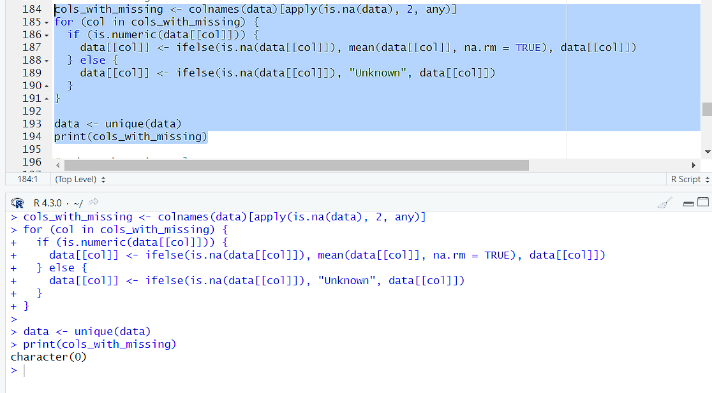 184 cols_with_missing <- colnames(data)[apply(is.na(data), 2, any)]
185 for (col in cols_with_missing) {
186 if (is.numeric(data[[col]])) {
187 data[[col]] <- ifelse(is.na(data[[col]]), mean(data[[col]], na.rm = TRUE), data[[col]])
188 } else {
189 data[[col]] <- ifelse(is.na(data[[col]]), "Unknown", data[[col]])
190 }
191 }
192
193 data <- unique(data)
194 print(cols_with_missing)
195
196
184:1 (Top Level) R Script
R 4.3.0 · ~/
> cols_with_missing <- colnames(data)[apply(is.na(data), 2, any)]
> for (col in cols_with_missing) {
+ if (is.numeric(data[[col]])) {
+ data[[col]] <- ifelse(is.na(data[[col]]), mean(data[[col]], na.rm = TRUE), data[[col]])
+ } else {
+ data[[col]] <- ifelse(is.na(data[[col]]), "Unknown", data[[col]])
+ }
+ }
>
> data <- unique(data)
> print(cols_with_missing)
character(0)
>